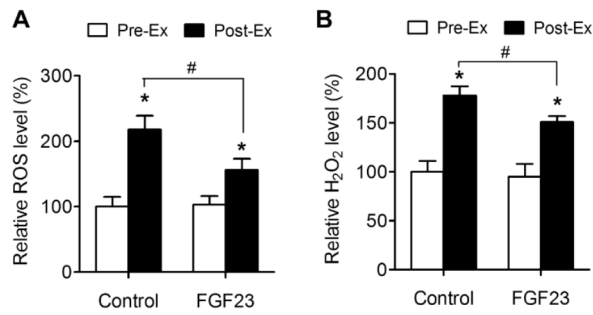 A
Pre-Ex Post-Ex
Relative ROS level (%)
300
200
100
0
#
*
*
Control FGF23
B
Pre-Ex Post-Ex
Relative H₂O₂ level (%)
200
150
100
50
0
#
*
*
Control FGF23